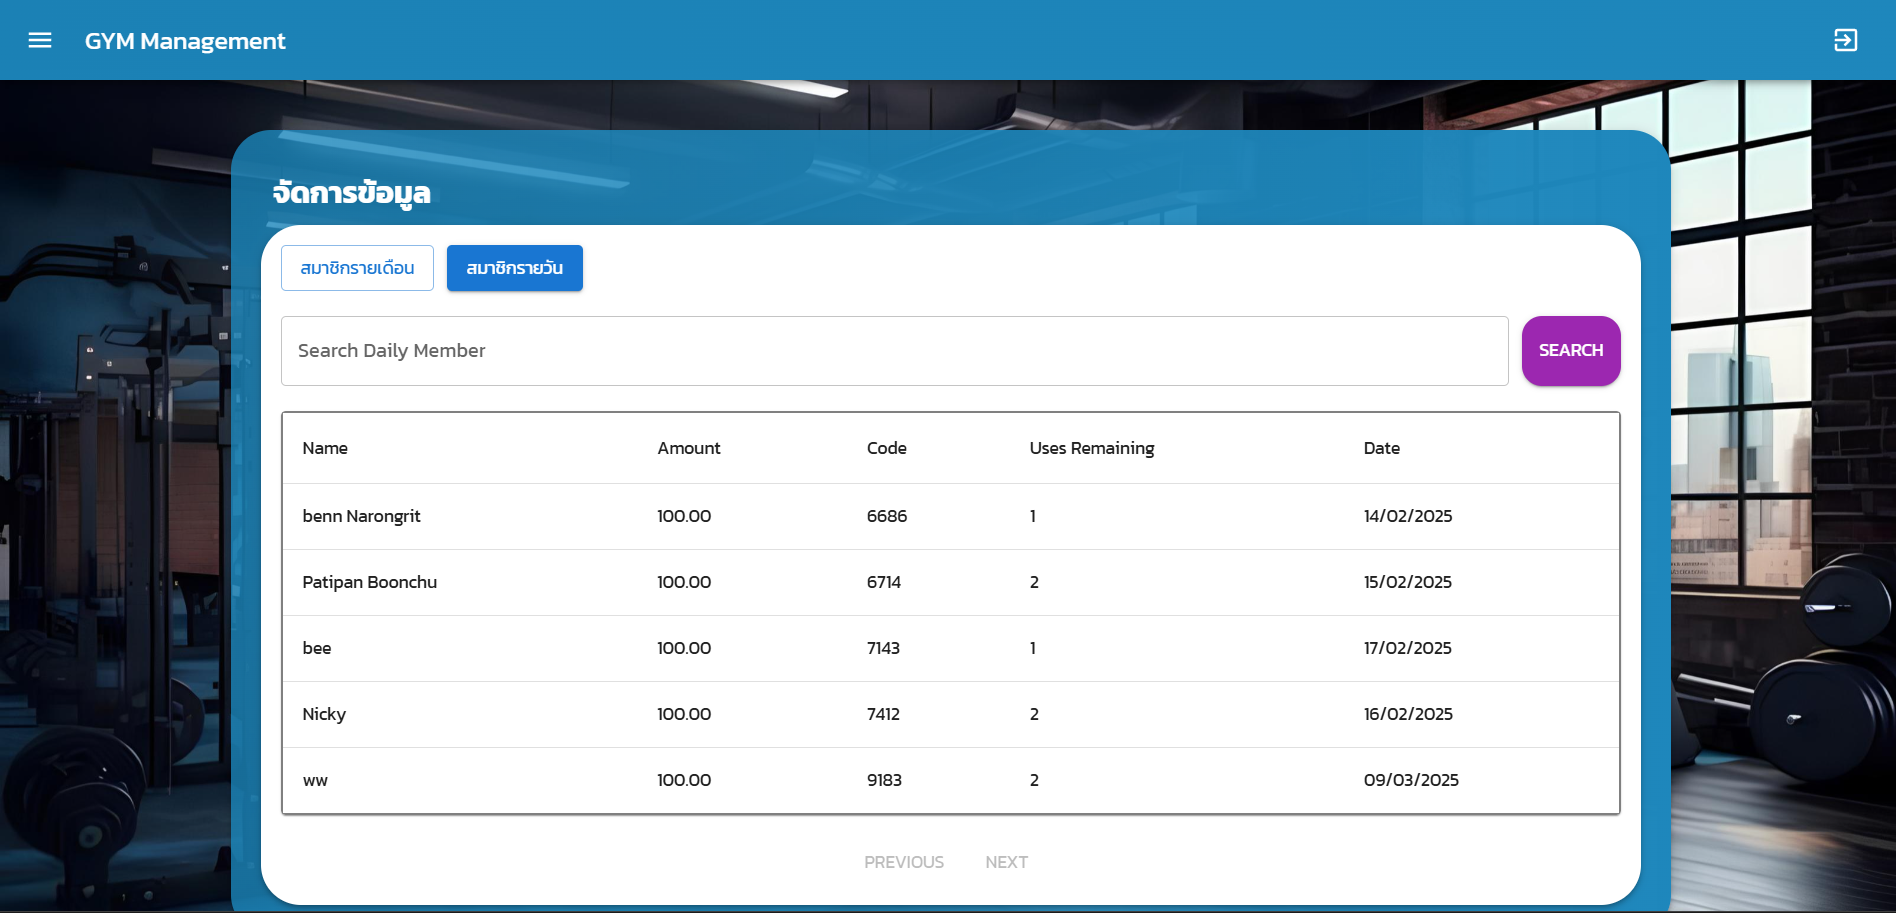 GYM Management
จัดการข้อมูล
สมาชิกรายเดือน สมาชิกรายวัน
Search Daily Member SEARCH
Name Amount Code Uses Remaining Date
benn Narongrit 100.00 6686 1 14/02/2025
Patipan Boonchu 100.00 6714 2 15/02/2025
bee 100.00 7143 1 17/02/2025
Nicky 100.00 7412 2 16/02/2025
ww 100.00 9183 2 09/03/2025
PREVIOUS NEXT